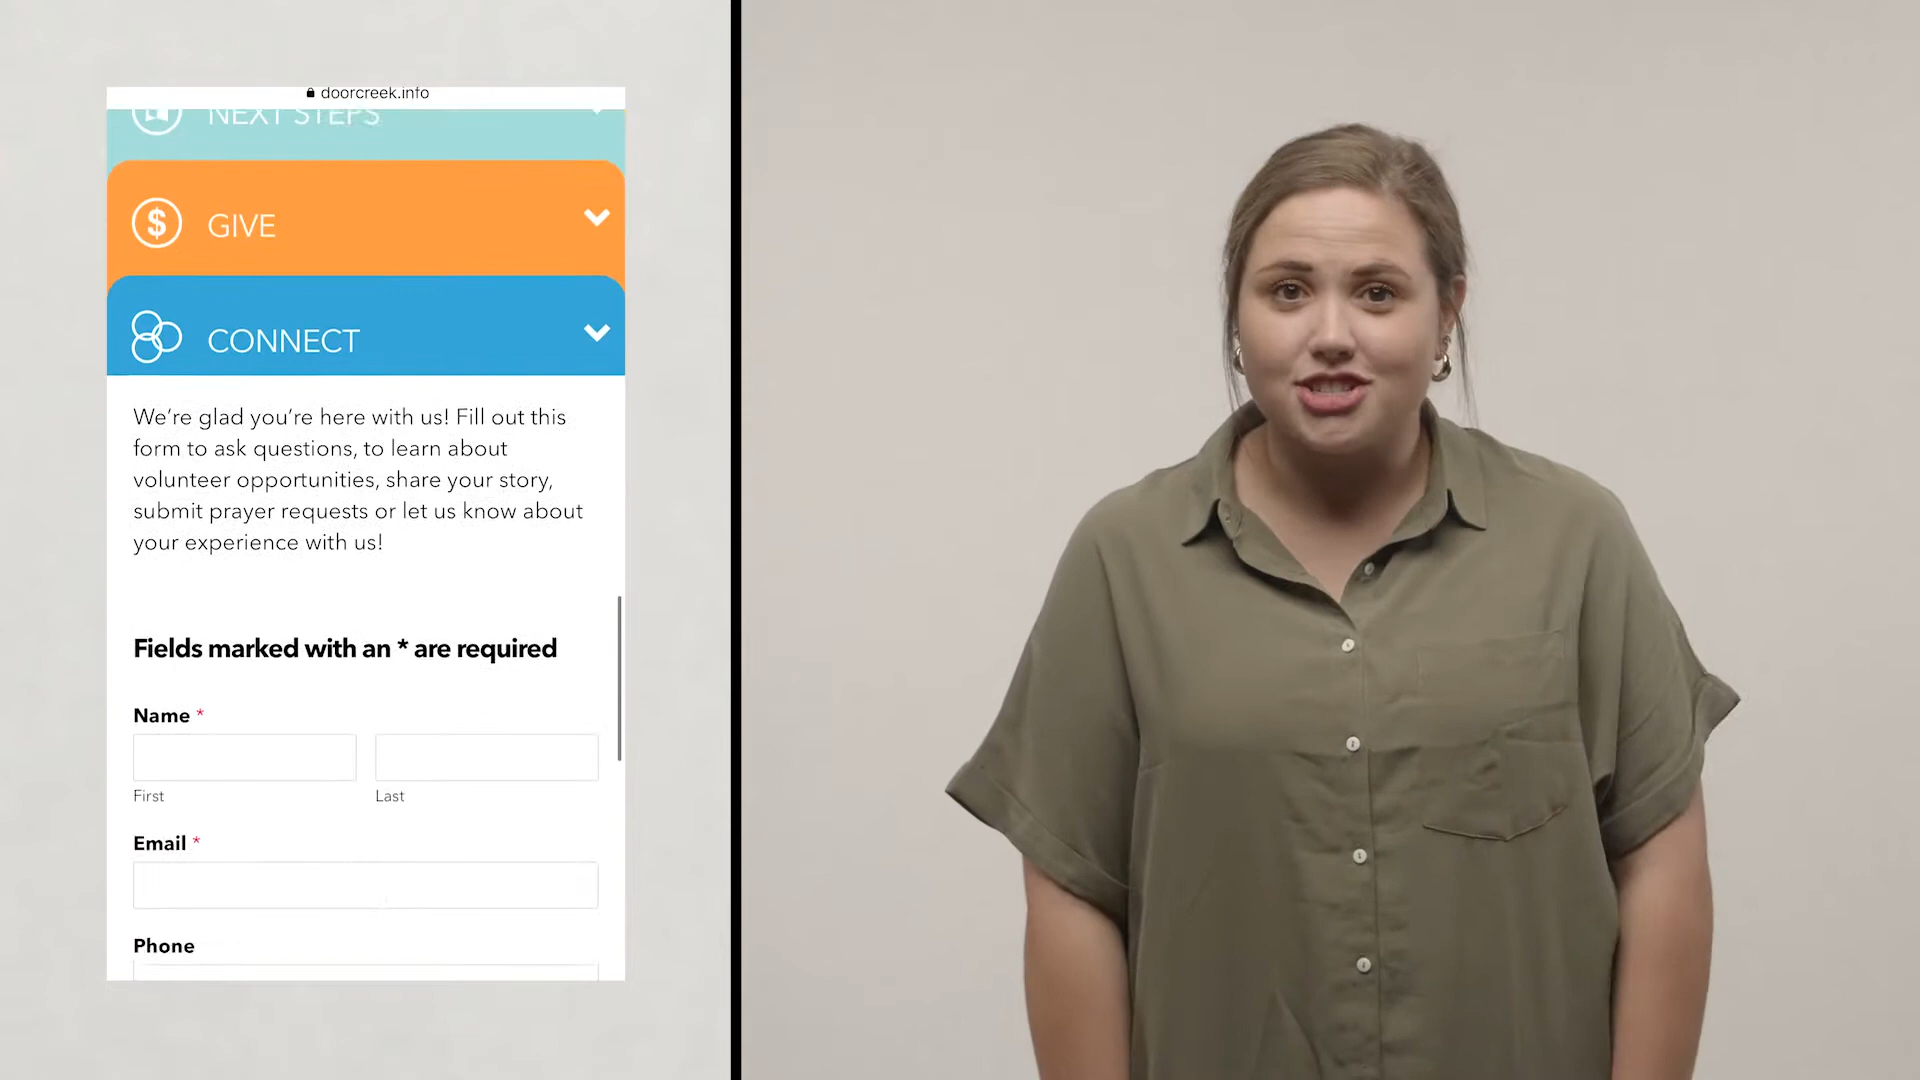 doorcreek.info
NEXT STEPS
$ GIVE
CONNECT
We’re glad you’re here with us! Fill out this
form to ask questions, to learn about
volunteer opportunities, share your story,
submit prayer requests or let us know about
your experience with us!
Fields marked with an * are required
Name *
First Last
Email *
Phone